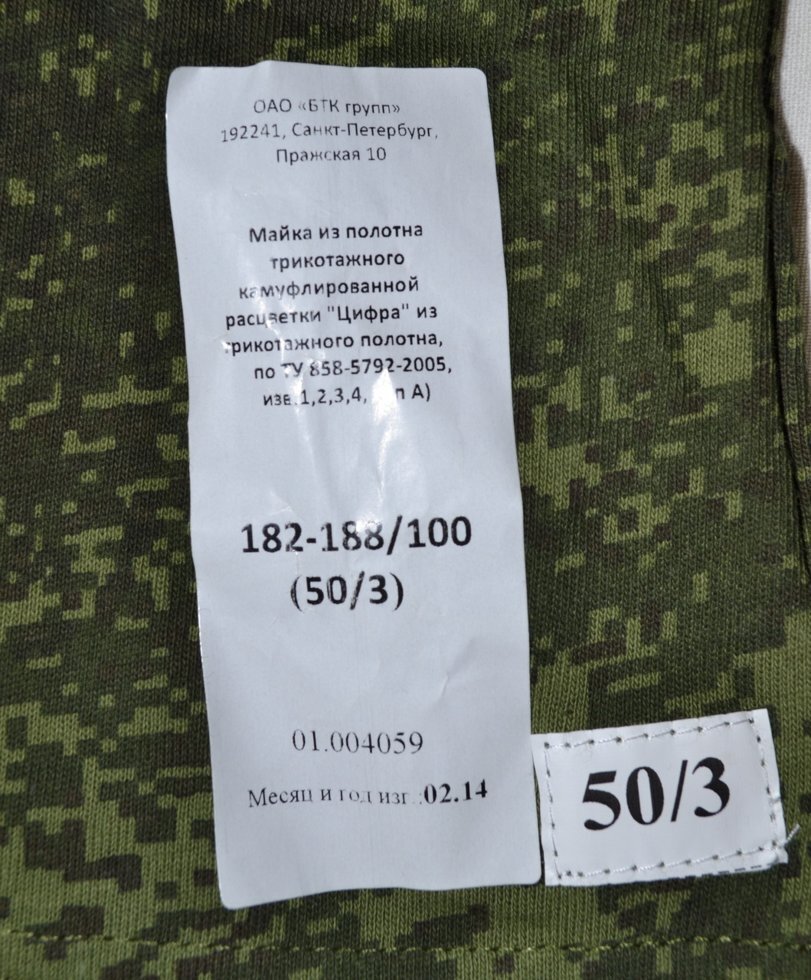 ОАО «БТК групп»
192241, Санкт-Петербург,
Пражская 10
Майка из полотна
трикотажного
камуфлированной
расцветки "Цифра" из
трикотажного полотна,
по ТУ 858-5792-2005,
изв.1,2,3,4, А)
182-188/100
(50/3)
01.004059
Месяц и год изг.:02.14
50/3